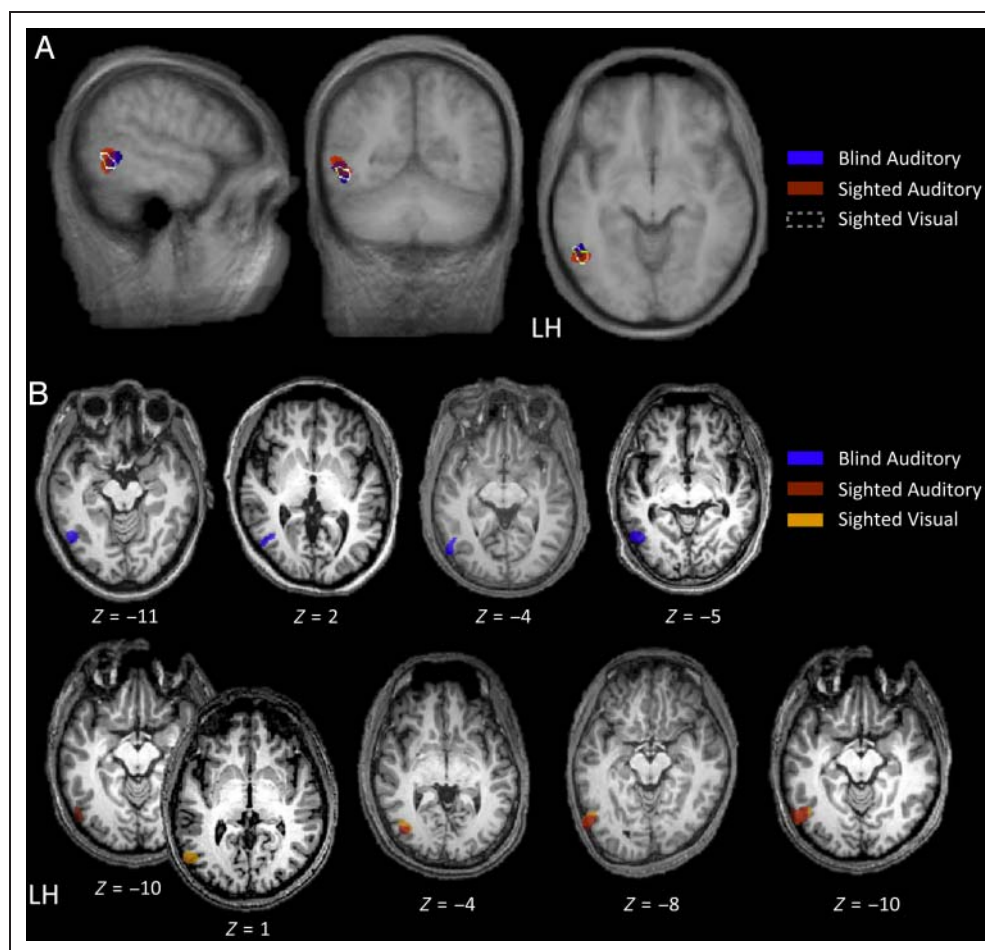 A
Blind Auditory
Sighted Auditory
Sighted Visual
LH
B
Blind Auditory
Sighted Auditory
Sighted Visual
Z = −11
Z = 2
Z = −4
Z = −5
Z = −10
Z = 1
Z = −4
Z = −8
Z = −10
LH